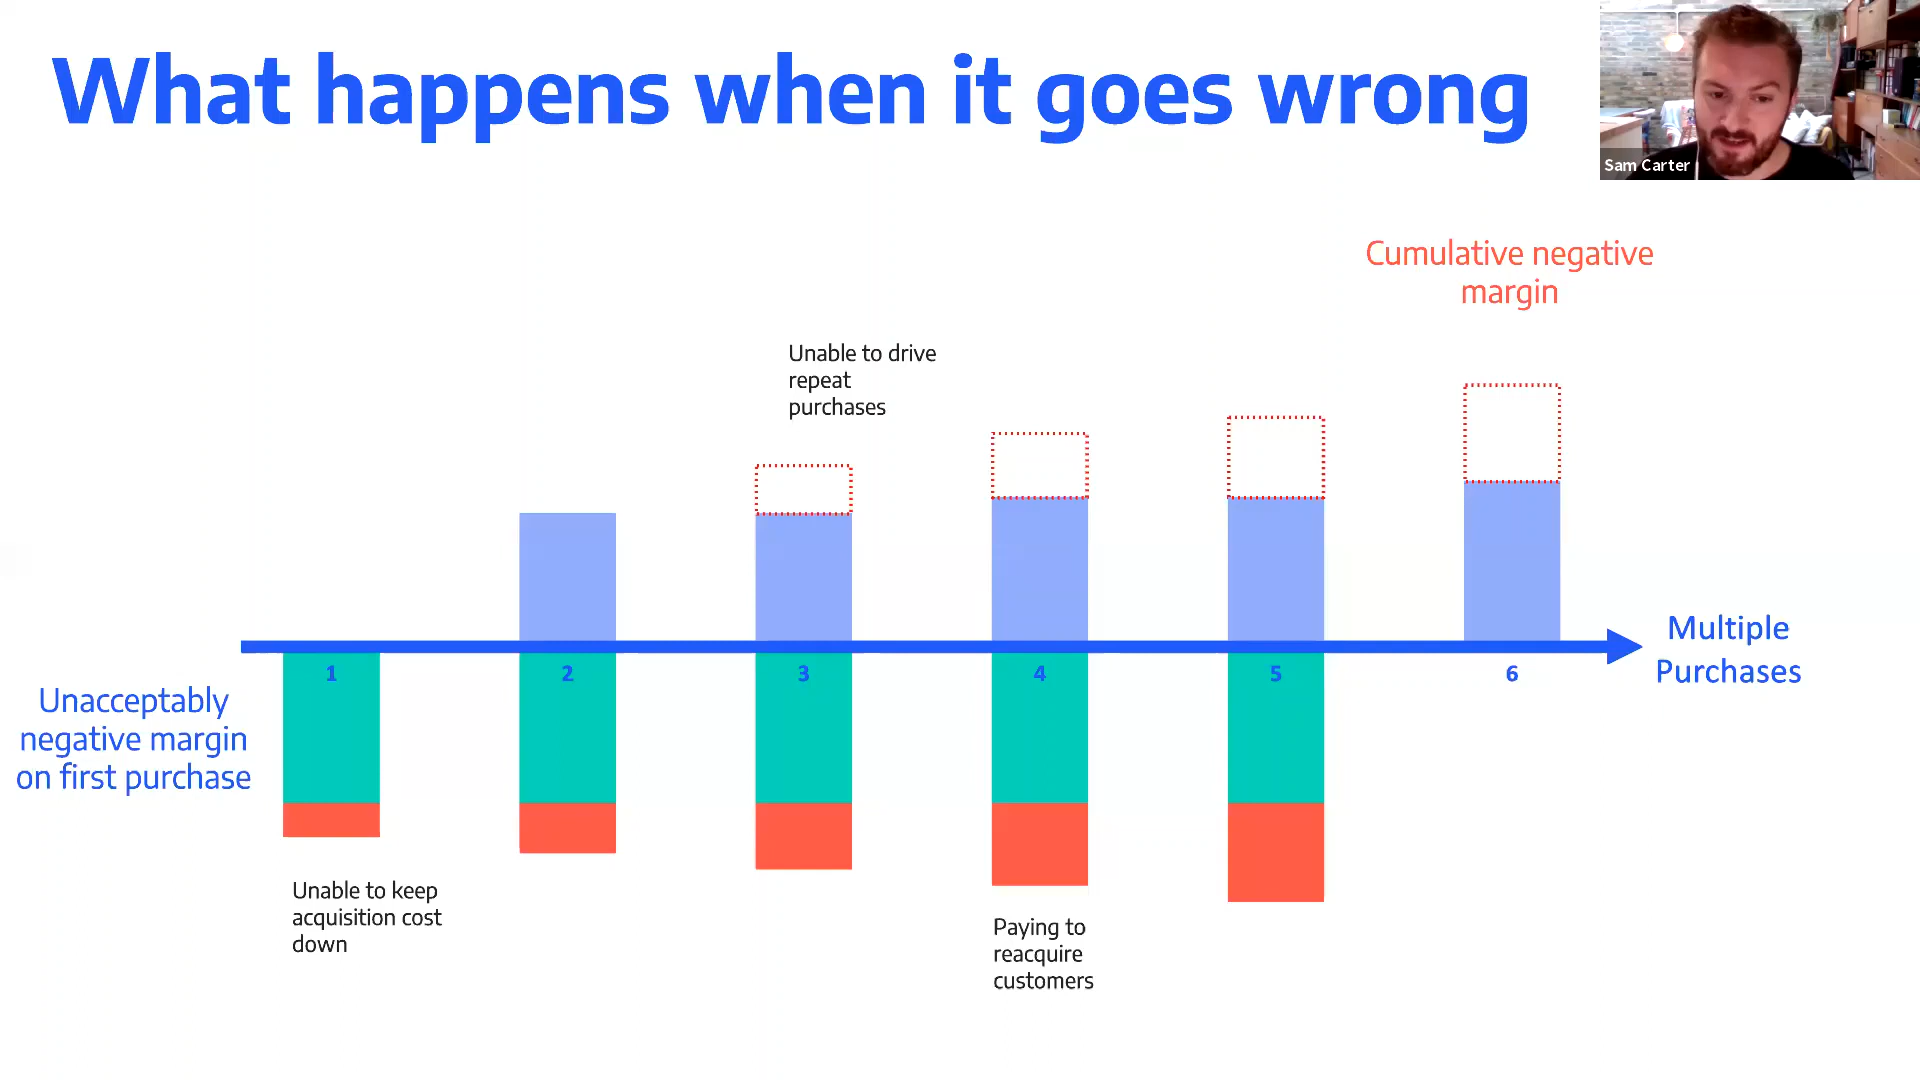 What happens when it goes wrong
Sam Carter
Cumulative negative
margin
Unable to drive
repeat
purchases
Multiple
Purchases
1
2
3
4
5
6
Unacceptably
negative margin
on first purchase
Unable to keep
acquisition cost
down
Paying to
reacquire
customers